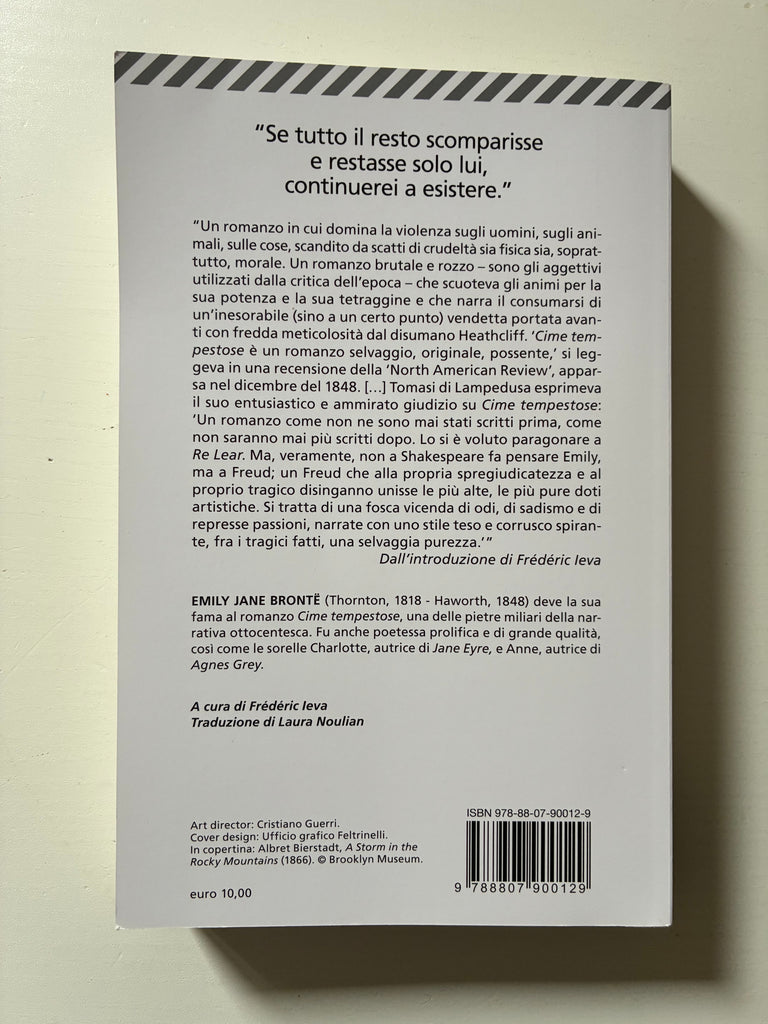 “Se tutto il resto scomparisse
e restasse solo lui,
continuerei a esistere.”
“Un romanzo in cui domina la violenza sugli uomini, sugli ani-
mali, sulle cose, scandito da scatti di crudeltà sia fisica sia, soprat-
tutto, morale. Un romanzo brutale e rozzo – sono gli aggettivi
utilizzati dalla critica dell’epoca – che scuoteva gli animi per la
sua potenza e la sua tetraggine e che narra il consumarsi di
un’inesorabile (sino a un certo punto) vendetta portata avan-
ti con fredda meticolosità dal disumano Heathcliff. ‘Cime tem-
pestose è un romanzo selvaggio, originale, possente,’ si leg-
geva in una recensione della ‘North American Review’, appar-
sa nel dicembre del 1848. [...] Tomasi di Lampedusa esprimeva
il suo entusiastico e ammirato giudizio su Cime tempestose:
‘Un romanzo come non ne sono mai stati scritti prima, come
non saranno mai più scritti dopo. Lo si è voluto paragonare a
Re Lear. Ma, veramente, non a Shakespeare fa pensare Emily,
ma a Freud; un Freud che alla propria spregiudicatezza e al
proprio tragico disinganno unisse le più alte, le più pure doti
artistiche. Si tratta di una fosca vicenda di odi, di sadismo e di
represse passioni, narrate con uno stile teso e corrusco spiran-
te, fra i tragici fatti, una selvaggia purezza.’”
Dall’introduzione di Frédéric Ieva
EMILY JANE BRONTË (Thornton, 1818 - Haworth, 1848) deve la sua
fama al romanzo Cime tempestose, una delle pietre miliari della nar-
rativa ottocentesca. Fu anche poetessa prolifica e di grande qualità,
così come le sorelle Charlotte, autrice di Jane Eyre, e Anne, autrice di
Agnes Grey.
A cura di Frédéric Ieva
Traduzione di Laura Noulian
Art director: Cristiano Guerri.
Cover design: Ufficio grafico Feltrinelli.
In copertina: Albret Bierstadt, A Storm in the
Rocky Mountains (1866). © Brooklyn Museum.
euro 10,00
ISBN 978-88-07-90012-9
9 788807 900129